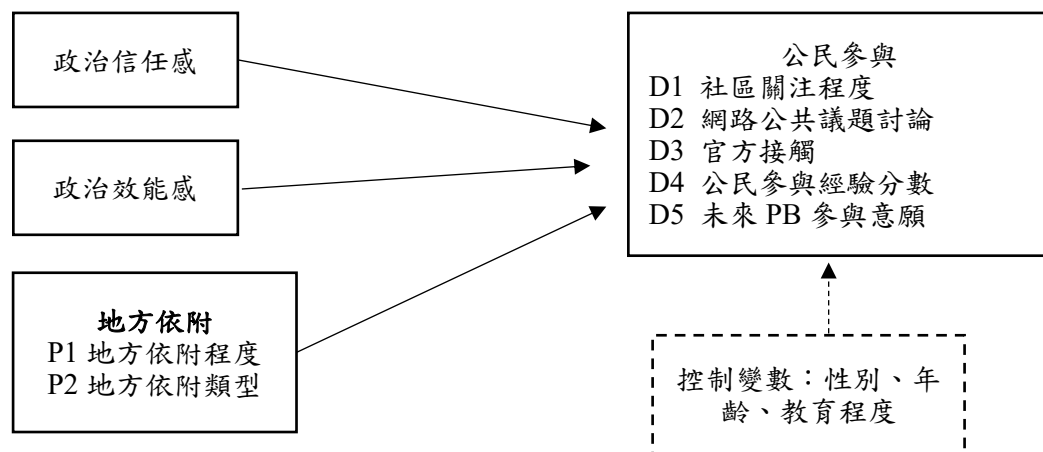 政治信任感
政治效能感
地方依附
P1 地方依附程度
P2 地方依附類型
公民參與
D1 社區關注程度
D2 網路公共議題討論
D3 官方接觸
D4 公民參與經驗分數
D5 未來 PB 參與意願
控制變數：性別、年
齡、教育程度